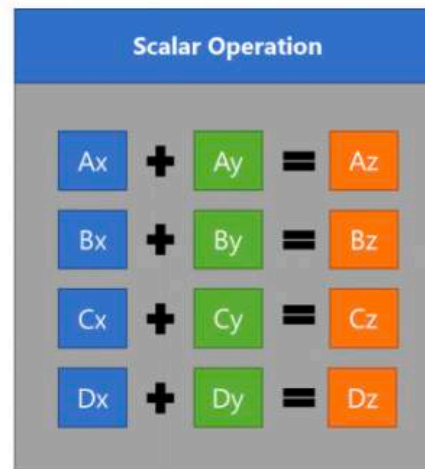 Scalar Operation
Ax + Ay = Az
Bx + By = Bz
Cx + Cy = Cz
Dx + Dy = Dz